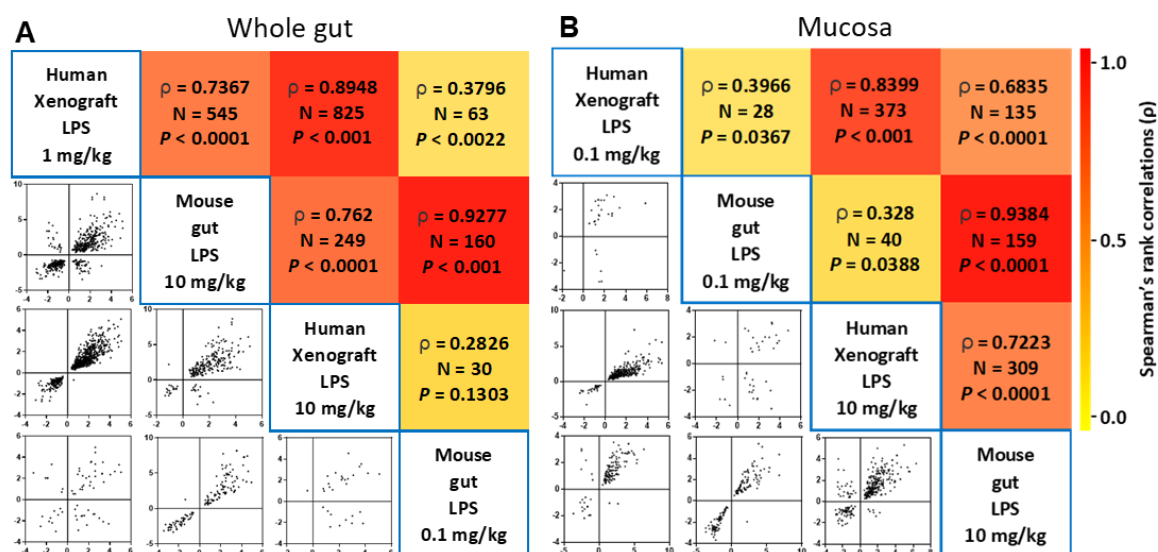 A
Whole gut
Human
Xenograft
LPS
1 mg/kg
ρ = 0.7367
N = 545
P < 0.0001
ρ = 0.8948
N = 825
P < 0.001
ρ = 0.3796
N = 63
P < 0.0022
Mouse
gut
LPS
10 mg/kg
ρ = 0.762
N = 249
P < 0.0001
ρ = 0.9277
N = 160
P < 0.001
Human
Xenograft
LPS
10 mg/kg
ρ = 0.2826
N = 30
P = 0.1303
Mouse
gut
LPS
0.1 mg/kg
B
Mucosa
Human
Xenograft
LPS
0.1 mg/kg
ρ = 0.3966
N = 28
P = 0.0367
ρ = 0.8399
N = 373
P < 0.001
ρ = 0.6835
N = 135
P < 0.0001
Mouse
gut
LPS
0.1 mg/kg
ρ = 0.328
N = 40
P = 0.0388
ρ = 0.9384
N = 159
P < 0.0001
Human
Xenograft
LPS
10 mg/kg
ρ = 0.7223
N = 309
P < 0.0001
Mouse
gut
LPS
10 mg/kg
1.0
0.5
0.0
Spearman's rank correlations (ρ)